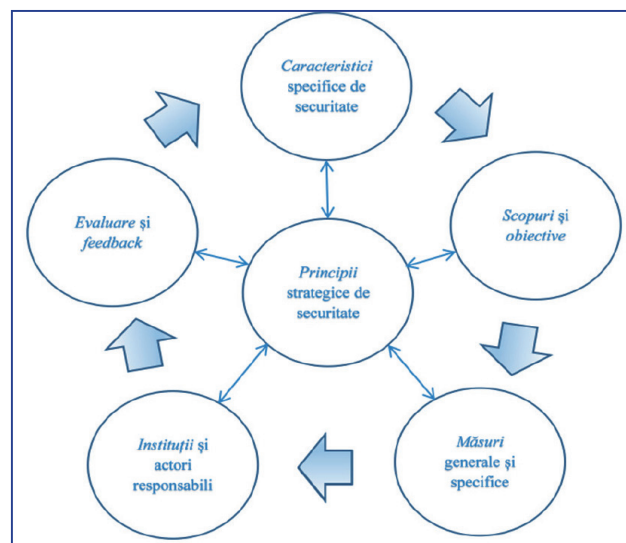 Caracteristici
specifice de
securitate
Evaluare și
feedback
Scopuri și
obiective
Principii
strategice de
securitate
Instituții și
actori
responsabili
Măsuri
generale și
specifice